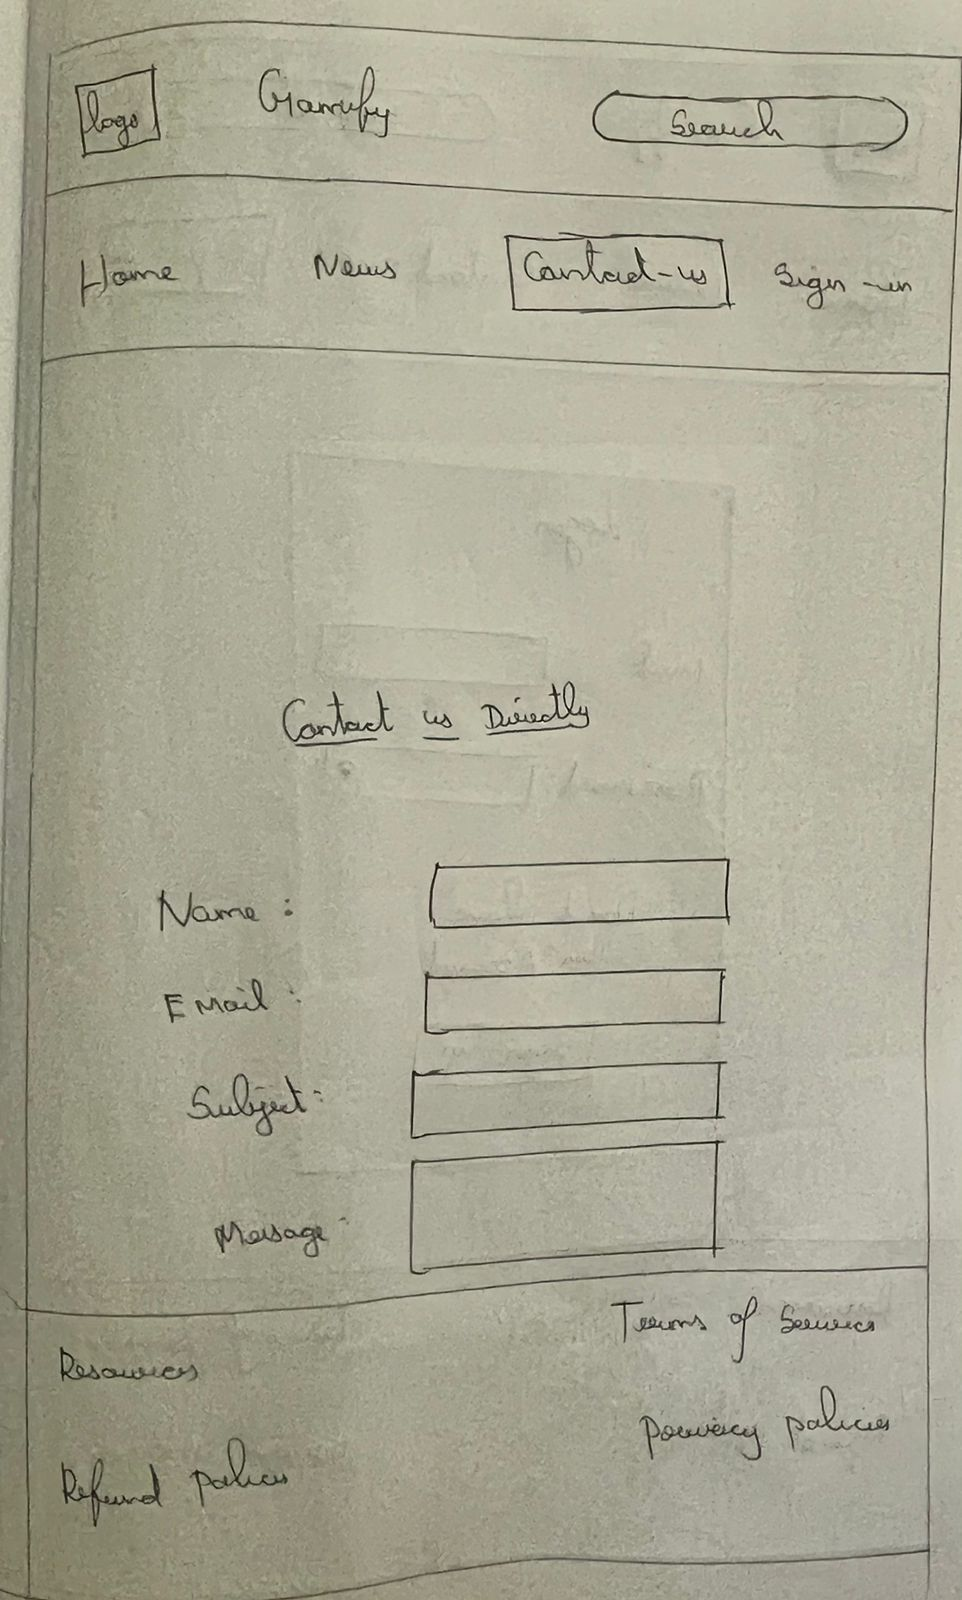 logo Gamify Search
Home News Contact-us Sign-in
Contact us Directly
Name :
EMail :
Subject:
Message
Terms of Service
Resources
privacy policies
Refund policies